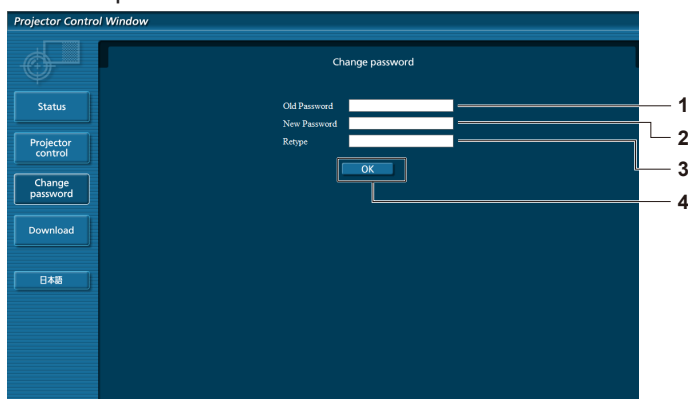 Projector Control Window
Change password
Status
Projector
control
Change
password
Download
日本語
Old Password
New Password
Retype
OK
1
2
3
4